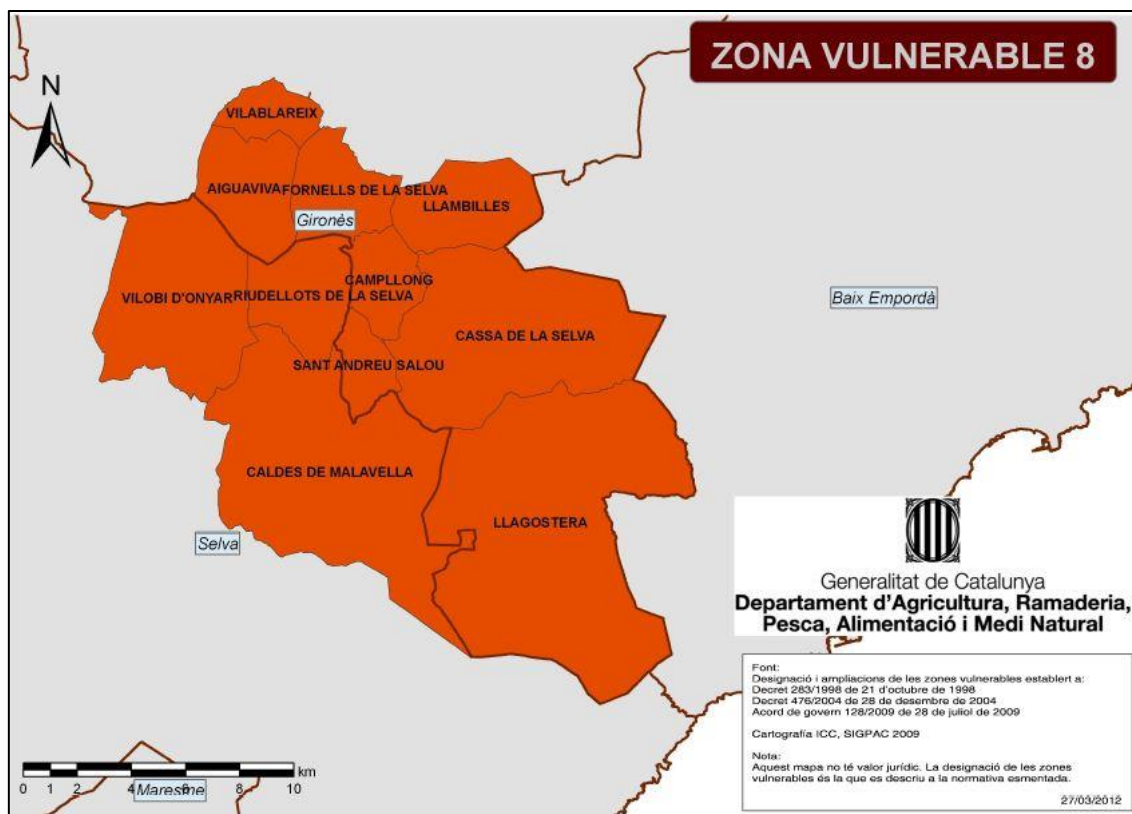 ZONA VULNERABLE 8
N
VILABLAREIX
AIGUAVIVA
FORNELLS DE LA SELVA
LLAMBILLES
Gironès
CAMPLLONG
VILOBI D'ONYAR
RIUDELLOTS DE LA SELVA
Baix Empordà
CASSA DE LA SELVA
SANT ANDREU SALOU
CALDES DE MALAVELLA
LLAGOSTERA
Selva
Generalitat de Catalunya
Departament d'Agricultura, Ramaderia,
Pesca, Alimentació i Medi Natural
Font:
Designació i ampliacions de les zones vulnerables establert a:
Decret 283/1998 de 21 d'octubre de 1998
Decret 476/2004 de 28 de desembre de 2004
Acord de govern 128/2009 de 28 de juliol de 2009
Cartografía ICC, SIGPAC 2009
Nota:
Aquest mapa no té valor jurídic. La designació de les zones
vulnerables és la que es descriu a la normativa esmentada.
27/03/2012
km
0 1 2 4 6 8 10
Maresme